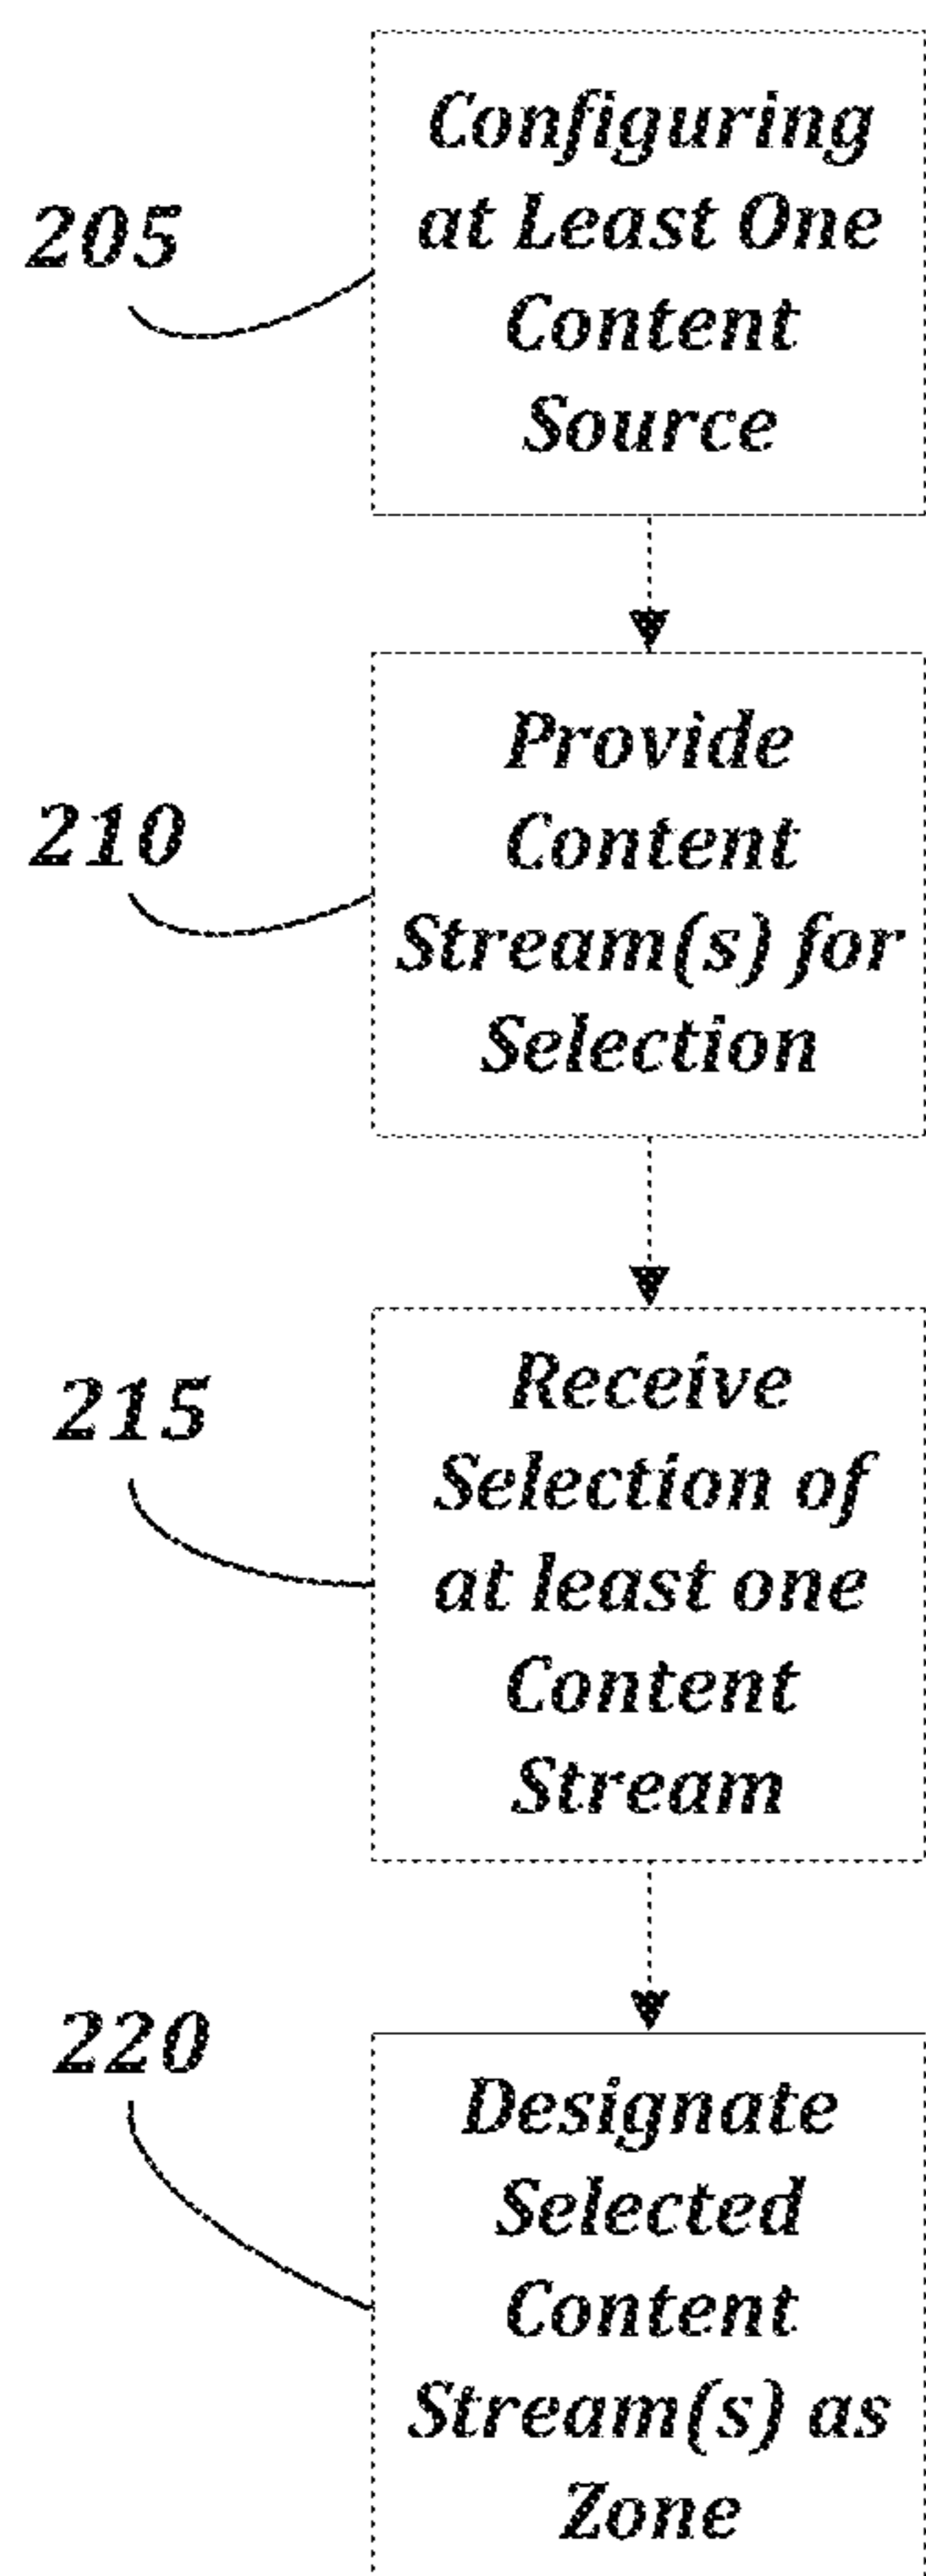 205
Configuring
at Least One
Content
Source
210
Provide
Content
Stream(s) for
Selection
215
Receive
Selection of
at least one
Content
Stream
220
Designate
Selected
Content
Stream(s) as
Zone